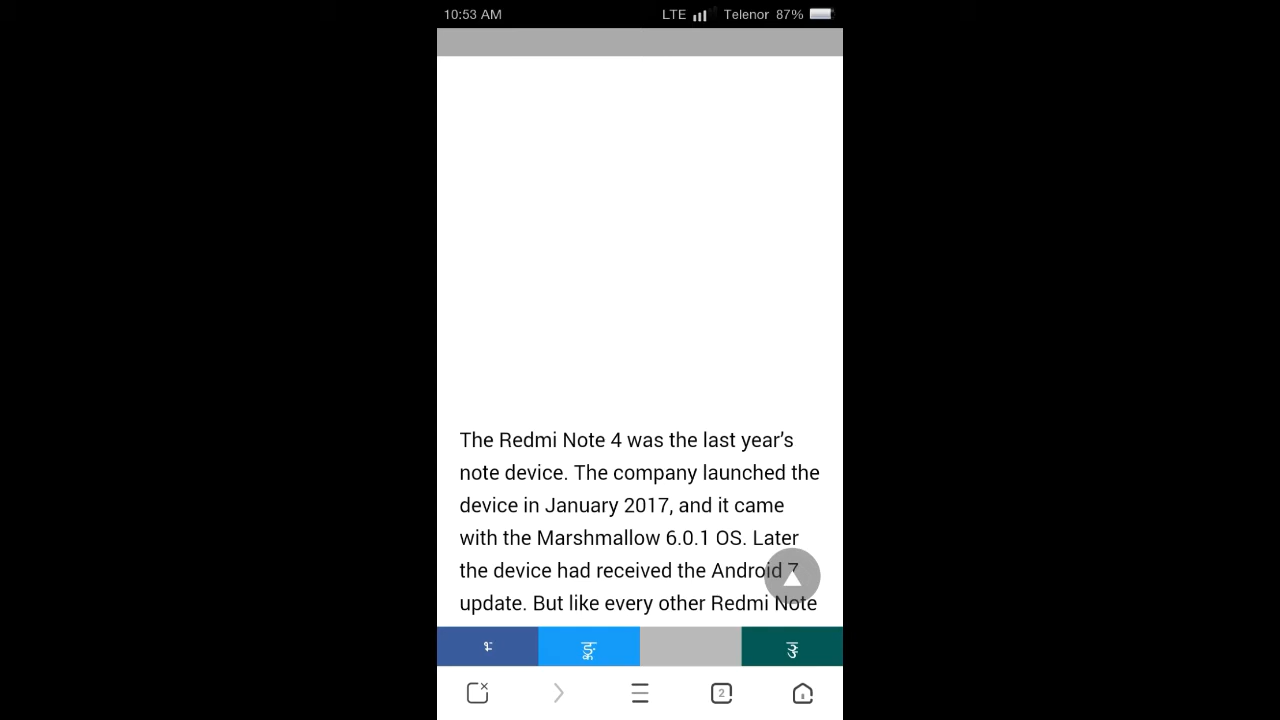 10:53 AM LTE Telenor 87%
The Redmi Note 4 was the last year's
note device. The company launched the
device in January 2017, and it came
with the Marshmallow 6.0.1 OS. Later
the device had received the Android 7
update. But like every other Redmi Note
2